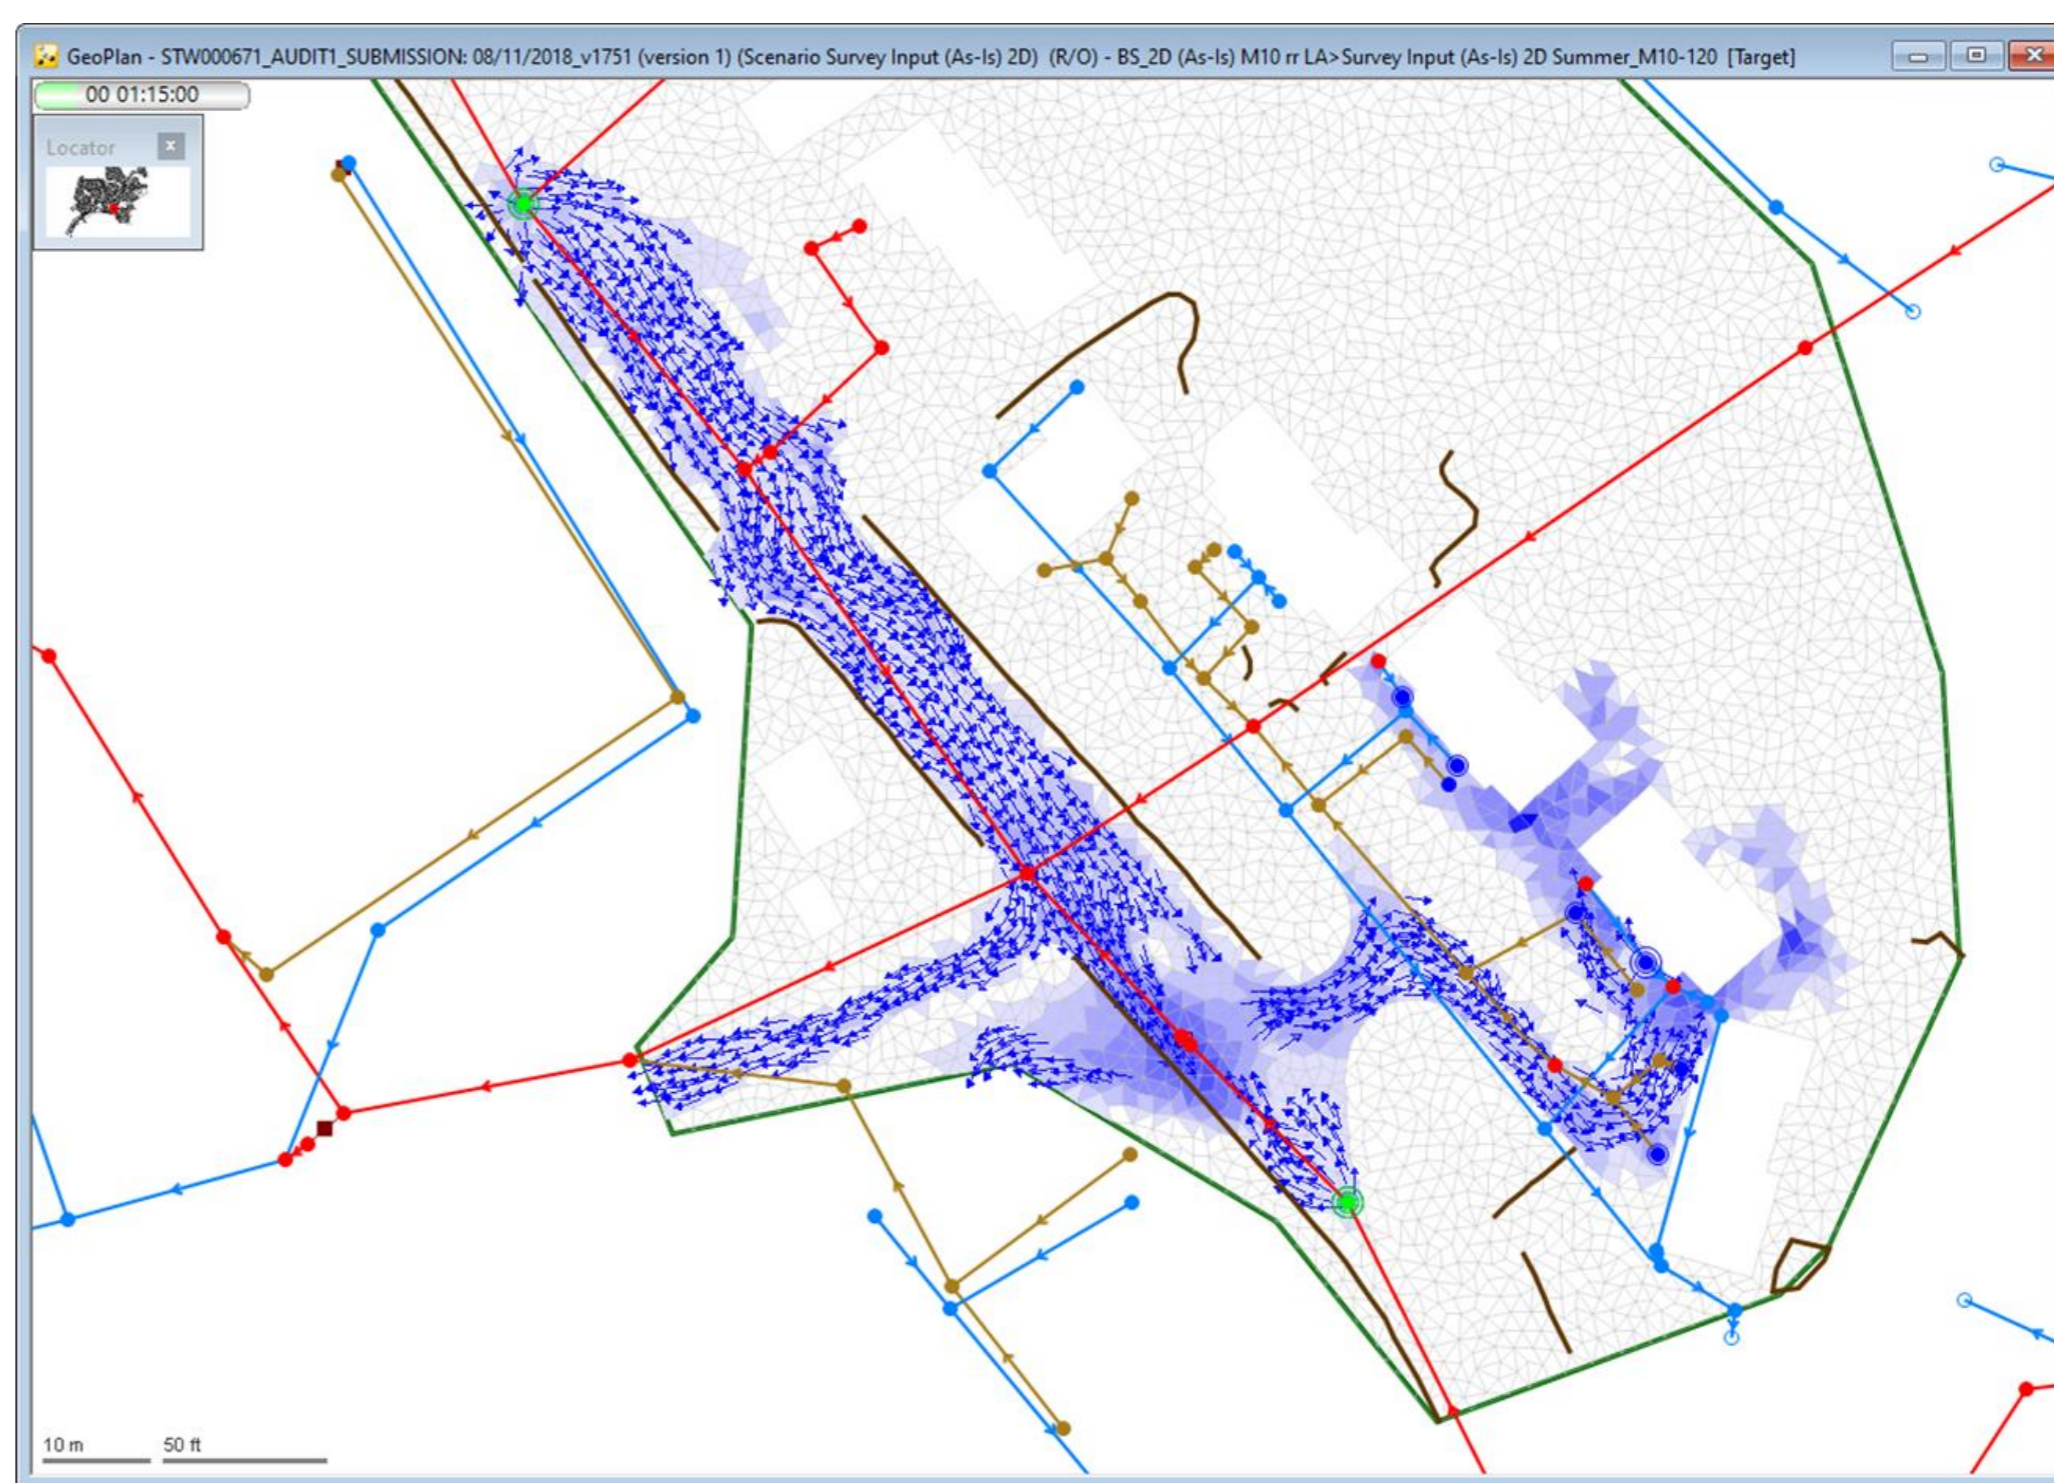 GeoPlan - STW000671_AUDIT1_SUBMISSION: 08/11/2018_v1751 (version 1) (Scenario Survey Input (As-Is) 2D) (R/O) - BS_2D (As-Is) M10 rr LA>Survey Input (As-Is) 2D Summer_M10-120 [Target]
00 01:15:00
Locator
10 m 50 ft